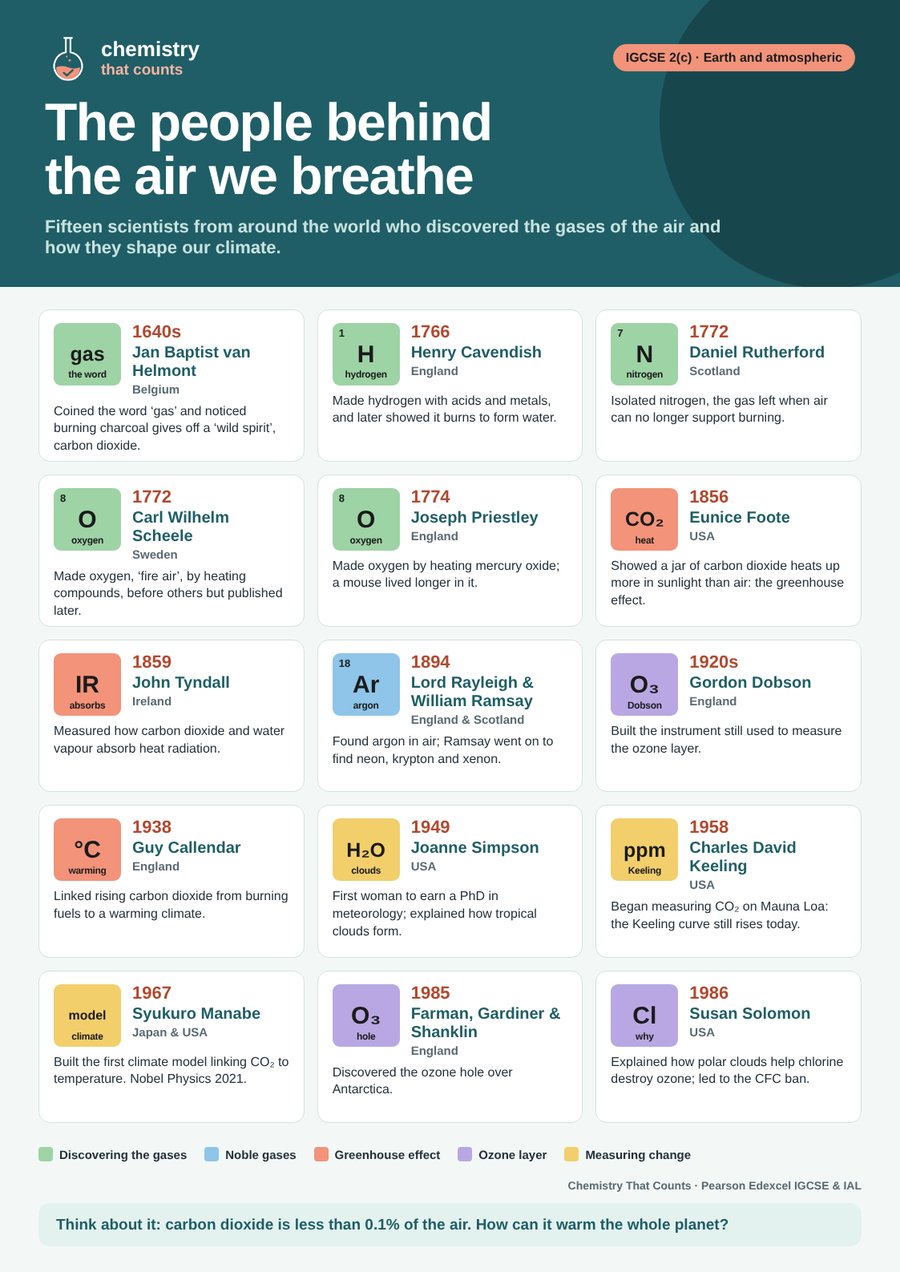 chemistry
that counts
IGCSE 2(c) · Earth and atmospheric
The people behind
the air we breathe
Fifteen scientists from around the world who discovered the gases of the air and
how they shape our climate.
gas
the word
1640s
Jan Baptist van
Helmont
Belgium
Coined the word ‘gas’ and noticed
burning charcoal gives off a ‘wild spirit’,
carbon dioxide.
1
H
hydrogen
1766
Henry Cavendish
England
Made hydrogen with acids and metals,
and later showed it burns to form water.
7
N
nitrogen
1772
Daniel Rutherford
Scotland
Isolated nitrogen, the gas left when air
can no longer support burning.
8
O
oxygen
1772
Carl Wilhelm
Scheele
Sweden
Made oxygen, ‘fire air’, by heating
compounds, before others but published
later.
8
O
oxygen
1774
Joseph Priestley
England
Made oxygen by heating mercury oxide;
a mouse lived longer in it.
CO₂
heat
1856
Eunice Foote
USA
Showed a jar of carbon dioxide heats up
more in sunlight than air: the greenhouse
effect.
IR
absorbs
1859
John Tyndall
Ireland
Measured how carbon dioxide and water
vapour absorb heat radiation.
18
Ar
argon
1894
Lord Rayleigh &
William Ramsay
England & Scotland
Found argon in air; Ramsay went on to
find neon, krypton and xenon.
O₃
Dobson
1920s
Gordon Dobson
England
Built the instrument still used to measure
the ozone layer.
°C
warming
1938
Guy Callendar
England
Linked rising carbon dioxide from burning
fuels to a warming climate.
H₂O
clouds
1949
Joanne Simpson
USA
First woman to earn a PhD in
meteorology; explained how tropical
clouds form.
ppm
Keeling
1958
Charles David
Keeling
USA
Began measuring CO₂ on Mauna Loa:
the Keeling curve still rises today.
model
climate
1967
Syukuro Manabe
Japan & USA
Built the first climate model linking CO₂ to
temperature. Nobel Physics 2021.
O₃
hole
1985
Farman, Gardiner &
Shanklin
England
Discovered the ozone hole over
Antarctica.
Cl
why
1986
Susan Solomon
USA
Explained how polar clouds help chlorine
destroy ozone; led to the CFC ban.
Discovering the gases
Noble gases
Greenhouse effect
Ozone layer
Measuring change
Chemistry That Counts · Pearson Edexcel IGCSE & IAL
Think about it: carbon dioxide is less than 0.1% of the air. How can it warm the whole planet?